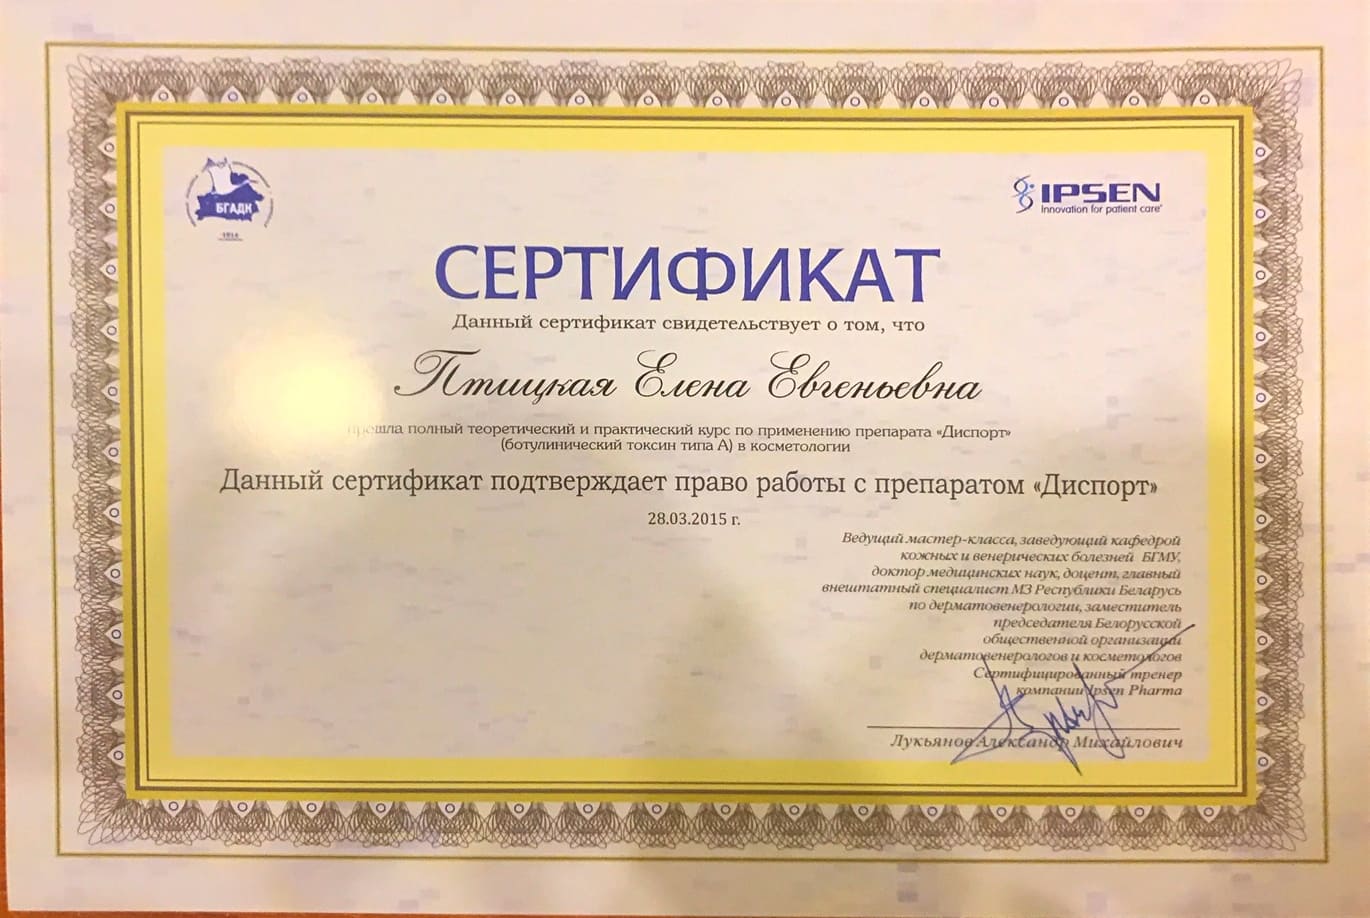 БГАДК
IPSEN
Innovation for patient care
СЕРТИФИКАТ
Данный сертификат свидетельствует о том, что
Птицкая Елена Евгеньевна
прошла полный теоретический и практический курс по применению препарата «Диспорт»
(ботулинический токсин типа А) в косметологии
Данный сертификат подтверждает право работы с препаратом «Диспорт»
28.03.2015 г.
Ведущий мастер-класса, заведующий кафедрой
кожных и венерических болезней БГМУ,
доктор медицинских наук, доцент, главный
внештатный специалист МЗ Республики Беларусь
по дерматовенерологии, заместитель
председателя Белорусской
общественной организации
дерматовенерологов и косметологов
Сертифицированный тренер
компании Ipsen Pharma
Лукьянов Александр Михайлович